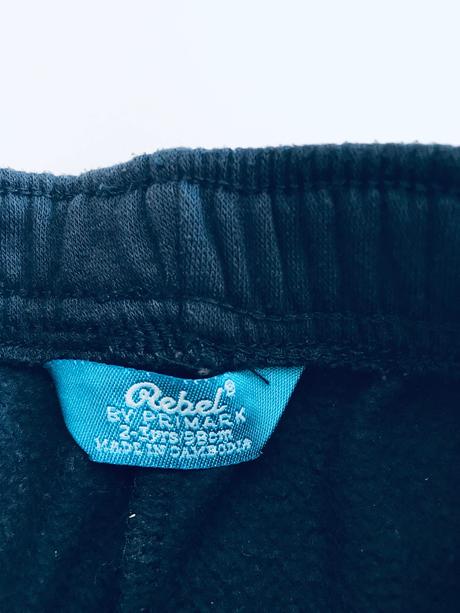 Rebel®
BY PRIMARK
2-3yrs 98cm
MADE IN CAMBODIA